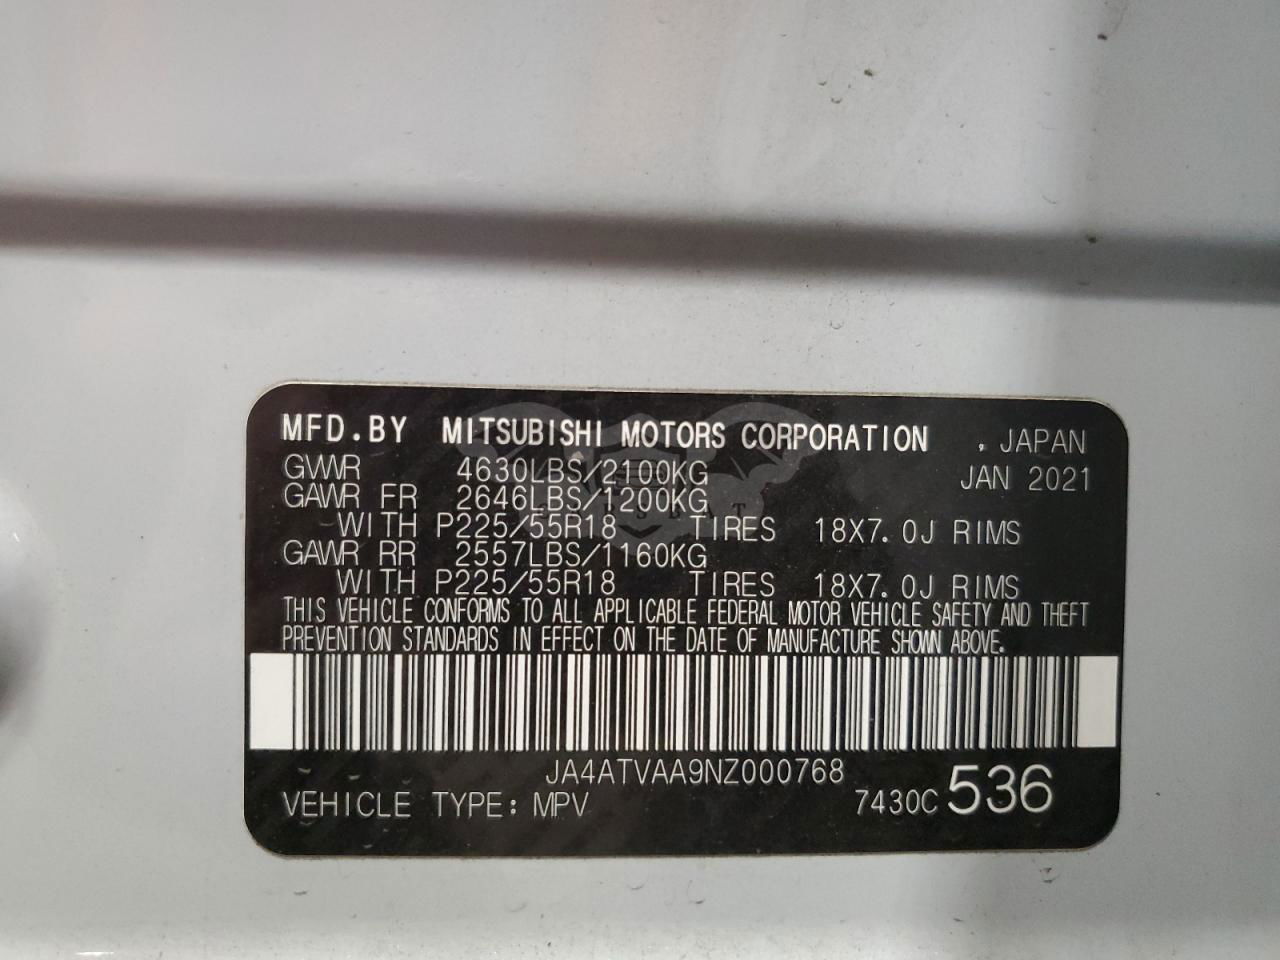 MFD.BY MITSUBISHI MOTORS CORPORATION , JAPAN
GVWR 4630LBS/2100KG JAN 2021
GAWR FR 2646LBS/1200KG
WITH P225/55R18 TIRES 18X7.0J RIMS
GAWR RR 2557LBS/1160KG
WITH P225/55R18 TIRES 18X7.0J RIMS
THIS VEHICLE CONFORMS TO ALL APPLICABLE FEDERAL MOTOR VEHICLE SAFETY AND THEFT
PREVENTION STANDARDS IN EFFECT ON THE DATE OF MANUFACTURE SHOWN ABOVE.
JA4ATVAA9NZ000768
VEHICLE TYPE: MPV 7430C 536